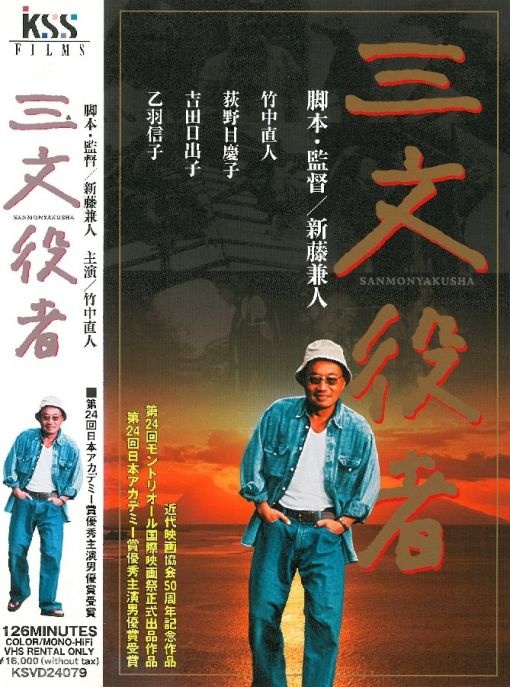 KSS
FILMS
三文役者
SANMONYAKUSHA
脚本・監督/新藤兼人 主演/竹中直人
■第24回日本アカデミー賞優秀主演男優賞受賞
126MINUTES
COLOR/MONO-HiFi
VHS RENTAL ONLY
¥16,000 (without tax)
KSVD24079
三文役者
SANMONYAKUSHA
脚本・監督/新藤兼人
竹中直人
荻野目慶子
吉田日出子
乙羽信子
近代映画協会50周年記念作品
第24回モントリオール国際映画祭正式出品作品
第24回日本アカデミー賞優秀主演男優賞受賞